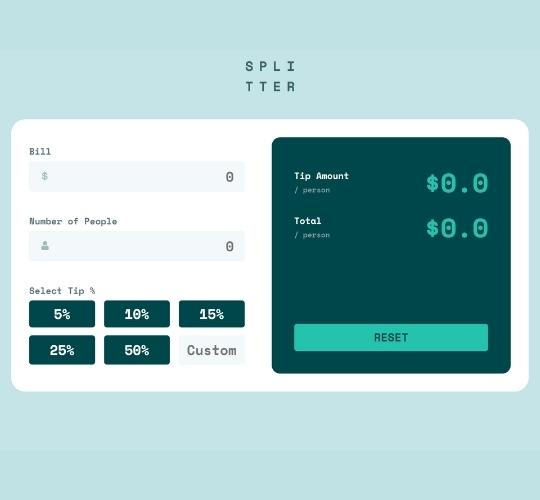 SPLI
TTER
Bill
$ 0
Number of People
0
Select Tip %
5% 10% 15%
25% 50% Custom
Tip Amount
/ person
$0.0
Total
/ person
$0.0
RESET